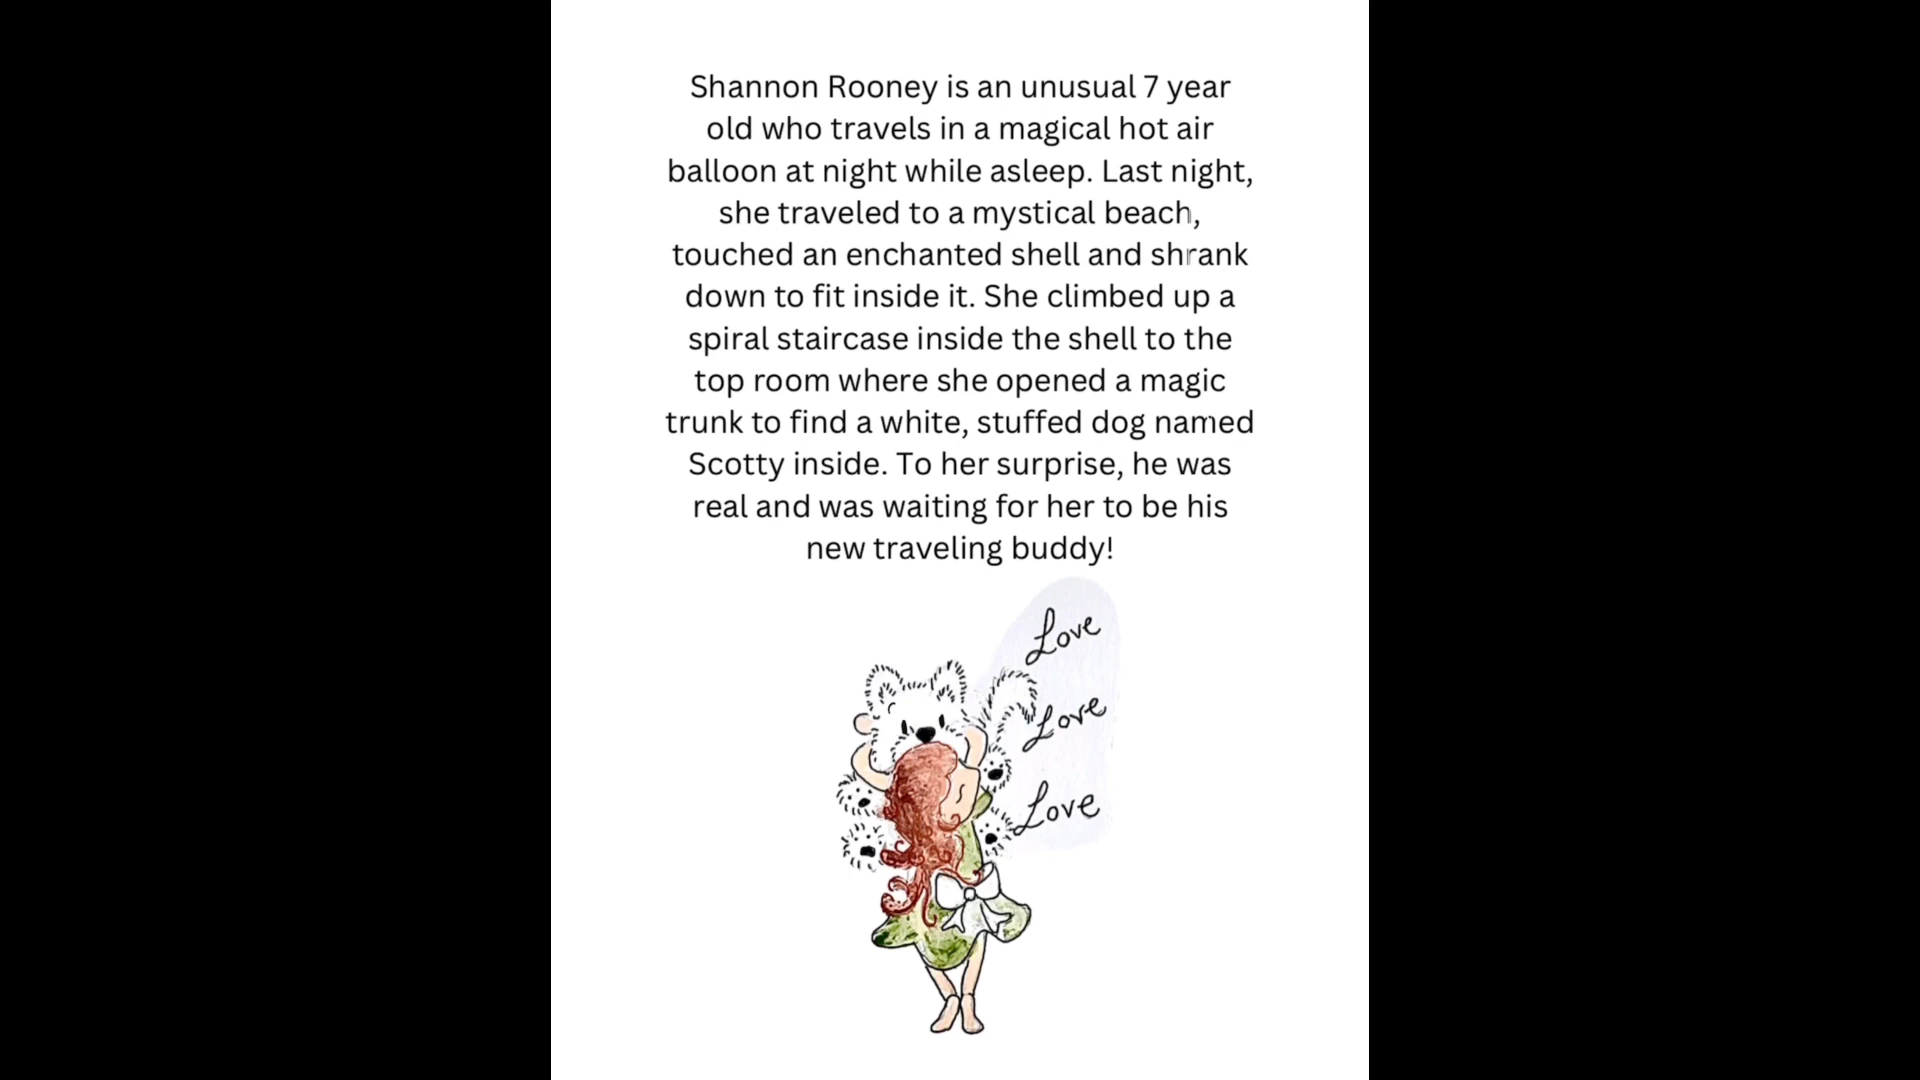 Shannon Rooney is an unusual 7 year
old who travels in a magical hot air
balloon at night while asleep. Last night,
she traveled to a mystical beach,
touched an enchanted shell and shrank
down to fit inside it. She climbed up a
spiral staircase inside the shell to the
top room where she opened a magic
trunk to find a white, stuffed dog named
Scotty inside. To her surprise, he was
real and was waiting for her to be his
new traveling buddy!
Love
Love
Love